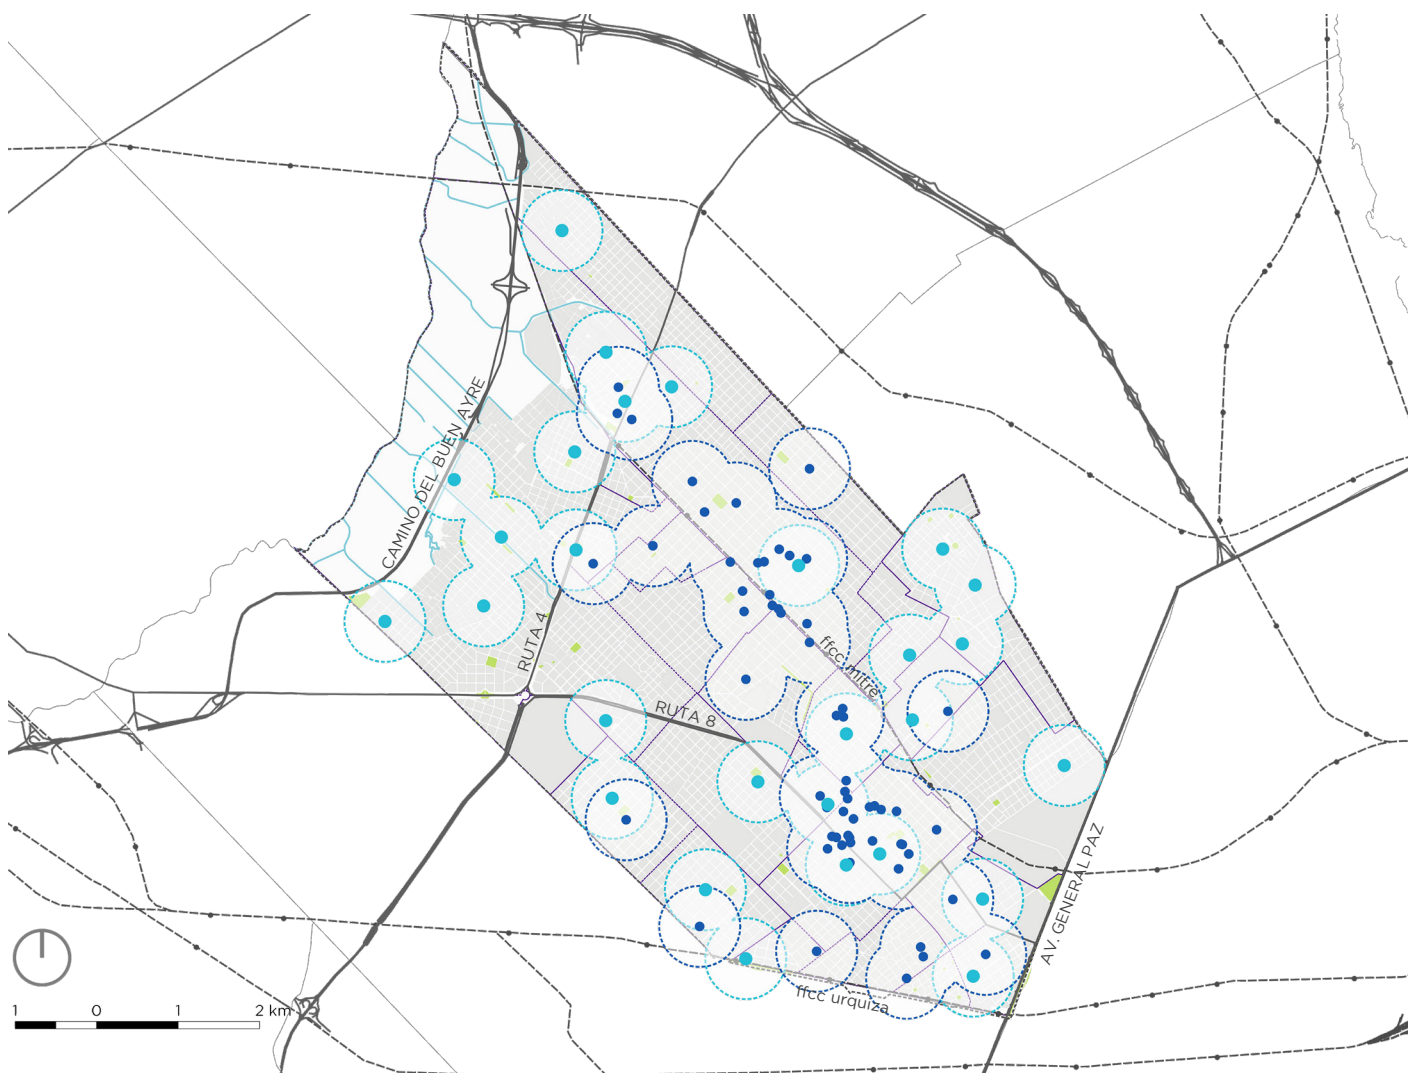 CAMINO DEL BUEN AYRE
RUTA 4
ffcc mitre
RUTA 8
AV. GENERAL PAZ
ffcc urquiza
1 0 1 2 km